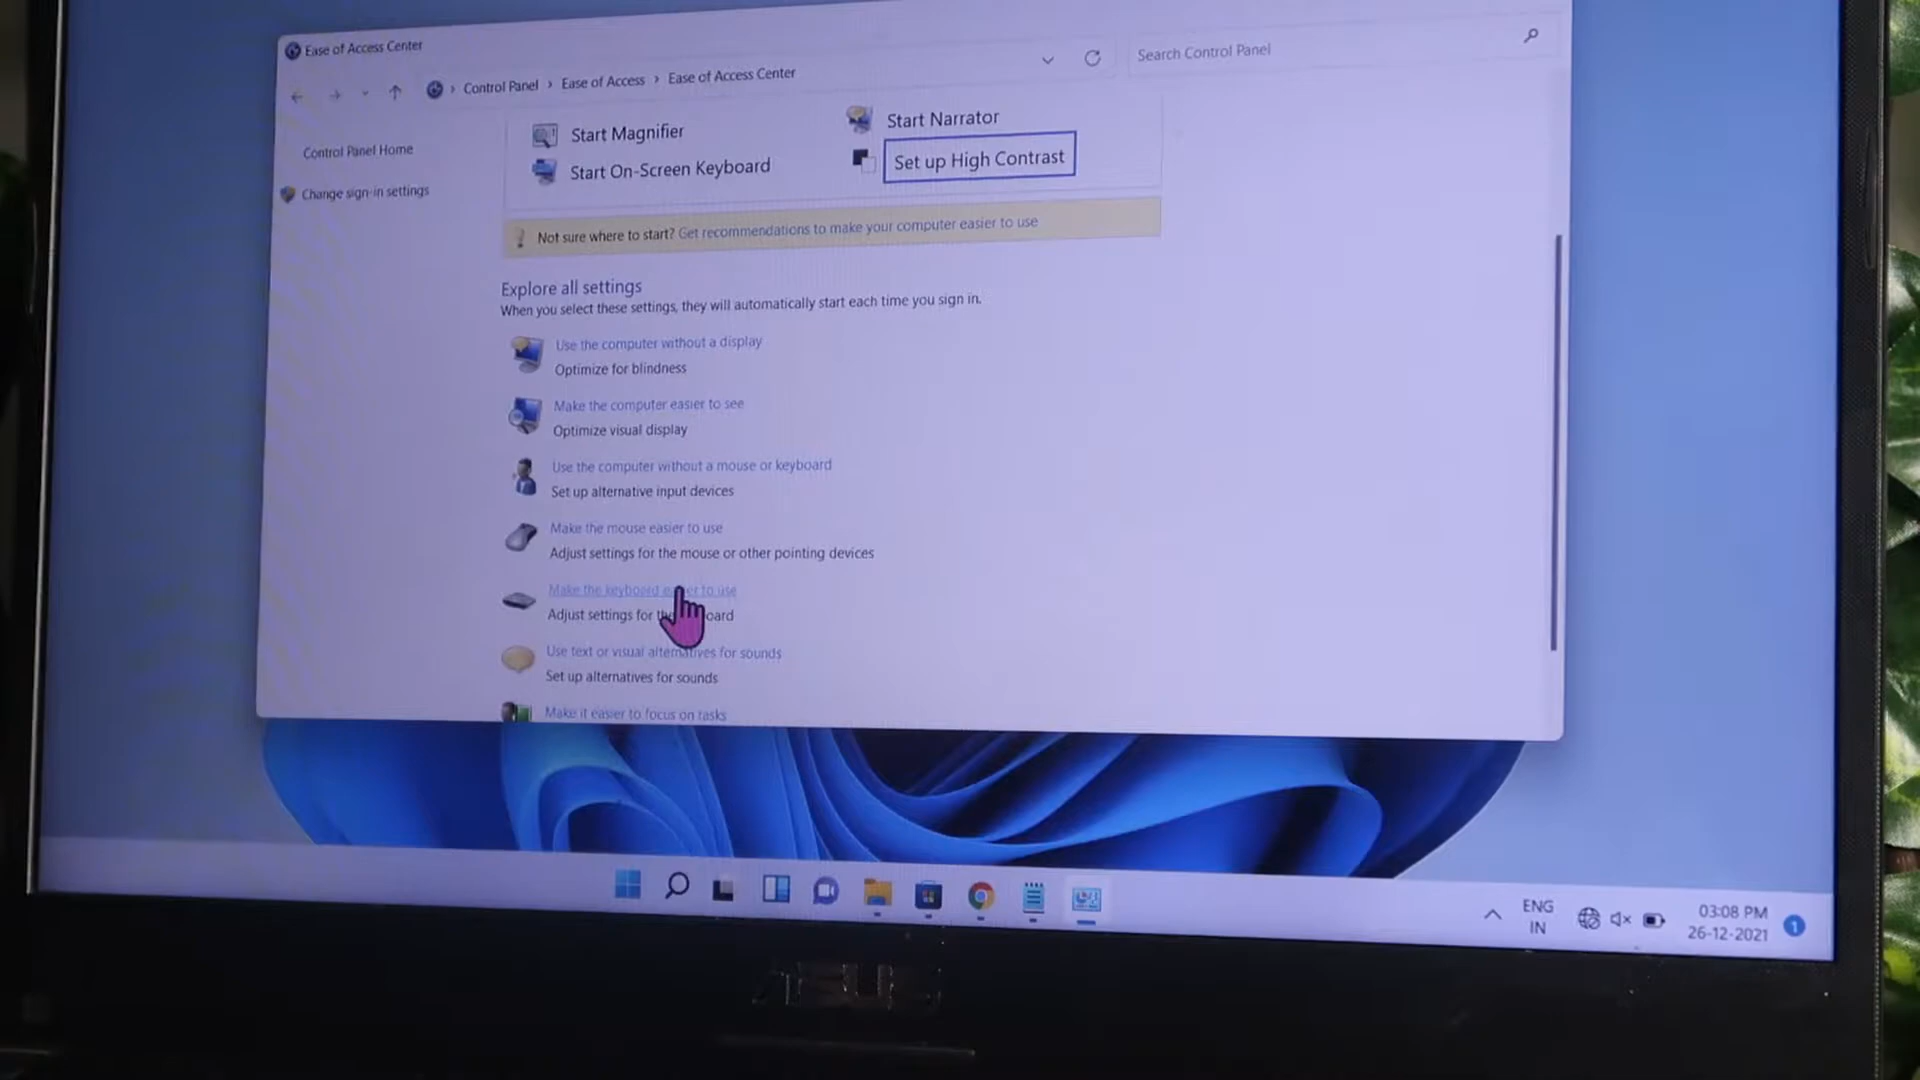 Ease of Access Center
Control Panel › Ease of Access › Ease of Access Center
Search Control Panel
Control Panel Home
Change sign-in settings
Start Magnifier
Start Narrator
Start On-Screen Keyboard
Set up High Contrast
Not sure where to start? Get recommendations to make your computer easier to use
Explore all settings
When you select these settings, they will automatically start each time you sign in.
Use the computer without a display
Optimize for blindness
Make the computer easier to see
Optimize visual display
Use the computer without a mouse or keyboard
Set up alternative input devices
Make the mouse easier to use
Adjust settings for the mouse or other pointing devices
Make the keyboard easier to use
Adjust settings for the keyboard
Use text or visual alternatives for sounds
Set up alternatives for sounds
Make it easier to focus on tasks
ENG
IN
03:08 PM
26-12-2021
1
ASUS